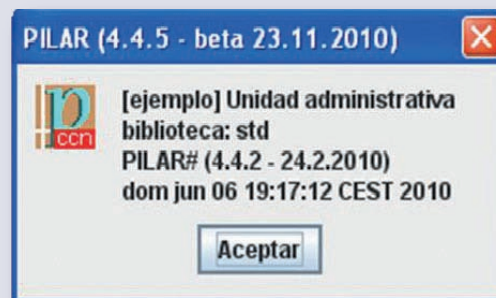 PILAR (4.4.5 - beta 23.11.2010)
p
ccn
[ejemplo] Unidad administrativa
biblioteca: std
PILAR# (4.4.2 - 24.2.2010)
dom jun 06 19:17:12 CEST 2010
Aceptar